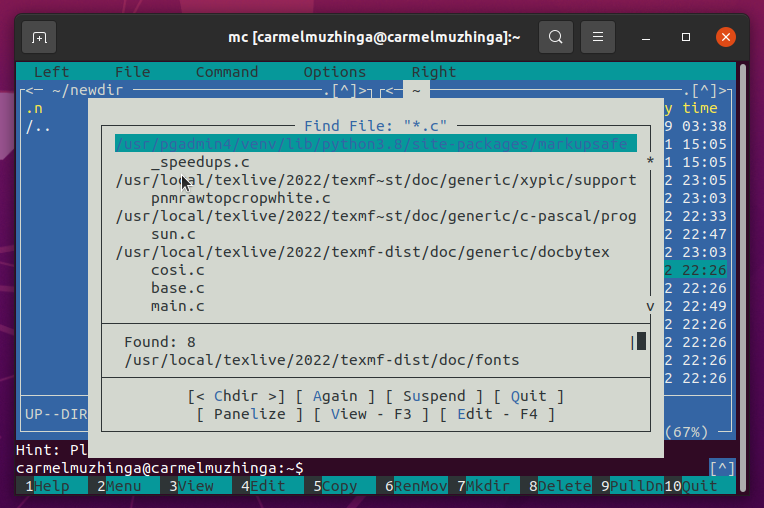 mc [carmelmuzhinga@carmelmuzhinga]:~
Left File Command Options Right
<─ ~/newdir .[^]> <─ ~ .[^]>
.n y time
/.. 9 03:38
Find File: "*.c"
/usr/pgadmin4/venv/lib/python3.8/site-packages/markupsafe 1 15:05
_speedups.c * 1 15:05
/usr/local/texlive/2022/texmf~st/doc/generic/xypic/support 2 23:05
pnmrawtopcropwhite.c 2 23:03
/usr/local/texlive/2022/texmf~st/doc/generic/c-pascal/prog 2 22:33
sun.c 2 22:47
/usr/local/texlive/2022/texmf-dist/doc/generic/docbytex 2 23:03
cosi.c 2 22:26
base.c 2 22:26
main.c v 2 22:49
2 22:26
Found: 8 | 2 22:26
/usr/local/texlive/2022/texmf-dist/doc/fonts 2 22:26
2 22:26
[< Chdir >] [ Again ] [ Suspend ] [ Quit ]
UP--DIR [ Panelize ] [ View - F3 ] [ Edit - F4 ]
(67%)
Hint: Pl
carmelmuzhinga@carmelmuzhinga:~$ [^]
1Help 2Menu 3View 4Edit 5Copy 6RenMov 7Mkdir 8Delete 9PullDn 10Quit